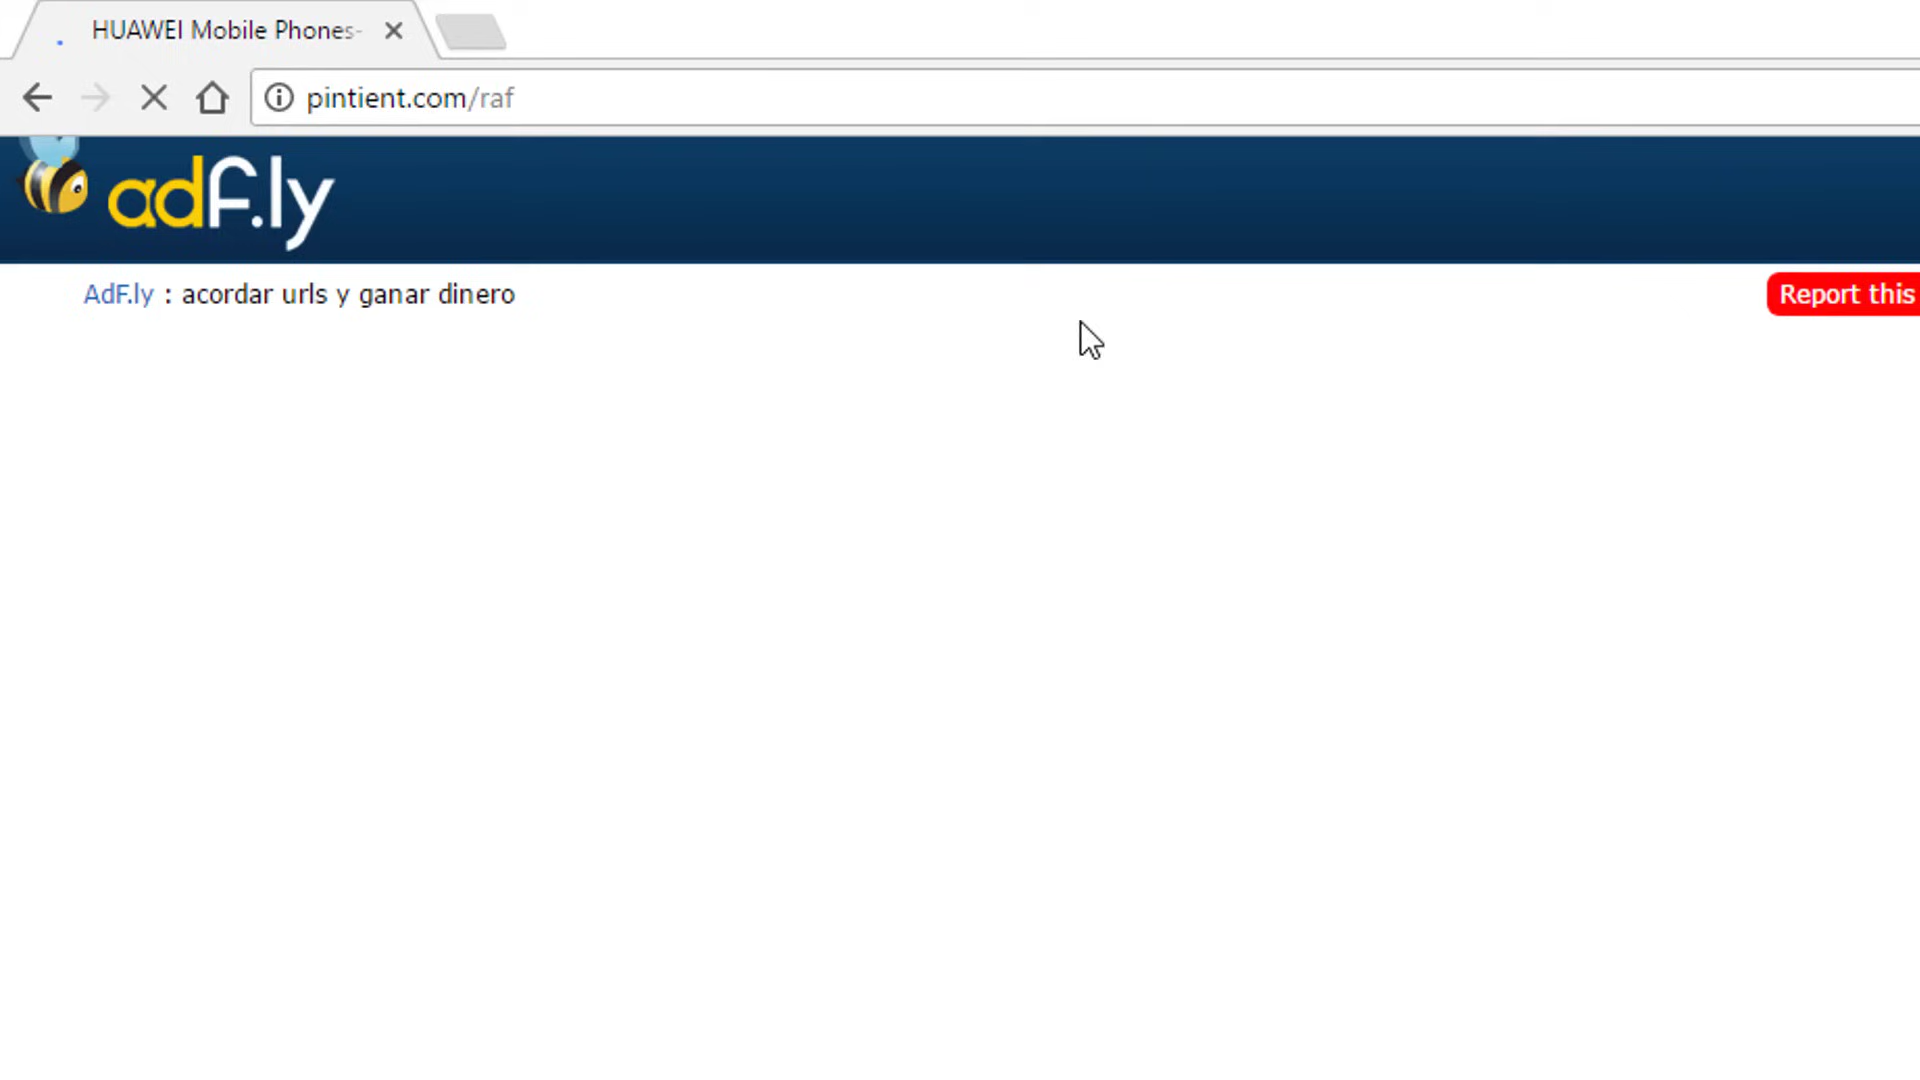 HUAWEI Mobile Phones-
pintient.com/raf
adf.ly
AdF.ly : acordar urls y ganar dinero
Report this